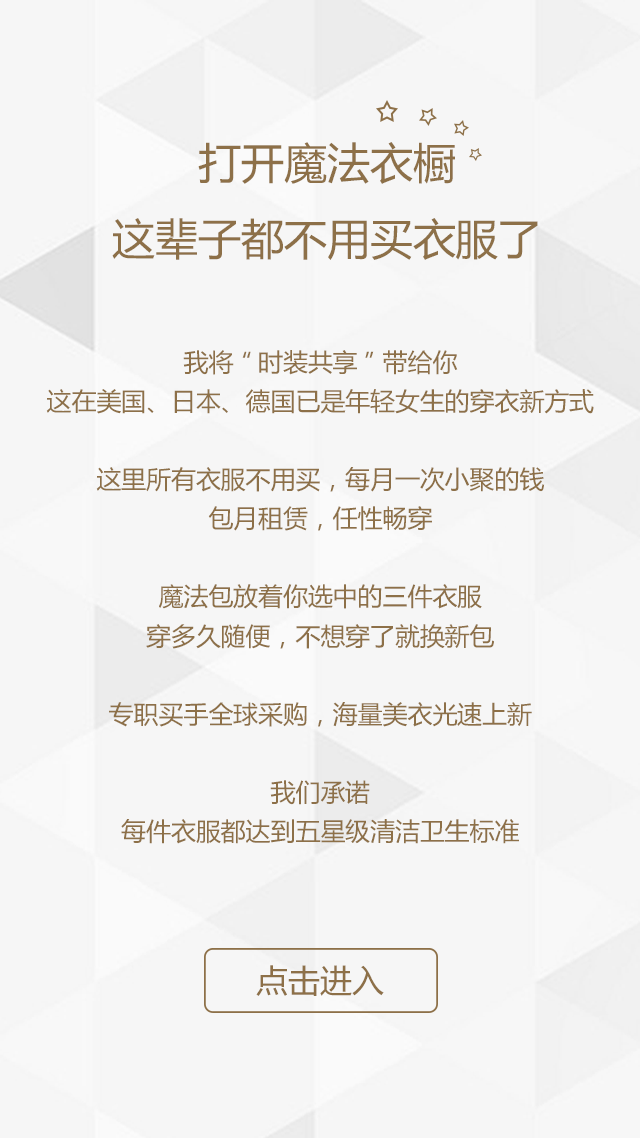 打开魔法衣橱
这辈子都不用买衣服了
我将“时装共享”带给你
这在美国、日本、德国已是年轻女生的穿衣新方式
这里所有衣服不用买，每月一次小聚的钱
包月租赁，任性畅穿
魔法包放着你选中的三件衣服
穿多久随便，不想穿了就换新包
专职买手全球采购，海量美衣光速上新
我们承诺
每件衣服都达到五星级清洁卫生标准
点击进入